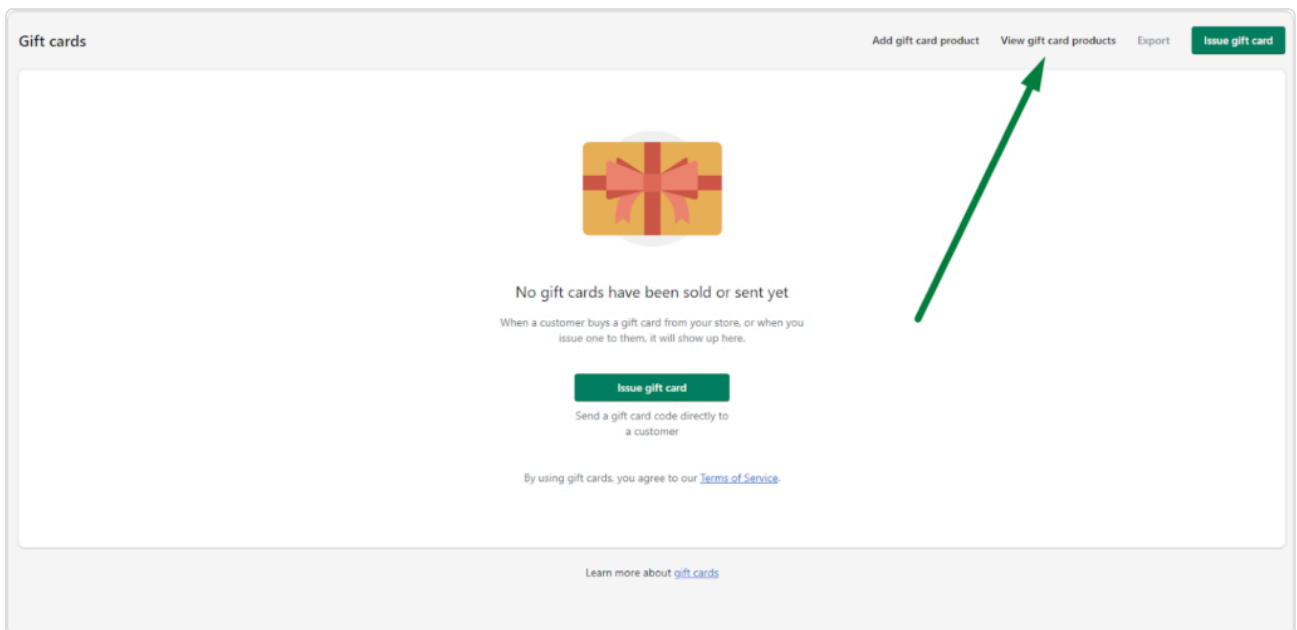 Gift cards
Add gift card product
View gift card products
Export
Issue gift card
No gift cards have been sold or sent yet
When a customer buys a gift card from your store, or when you
issue one to them, it will show up here.
Issue gift card
Send a gift card code directly to
a customer
By using gift cards, you agree to our Terms of Service.
Learn more about gift cards